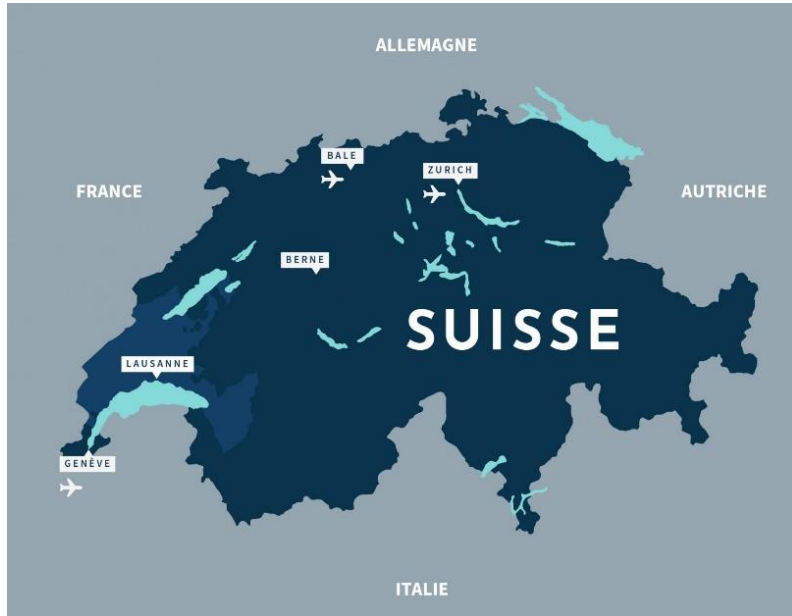 ALLEMAGNE
BALE
ZURICH
FRANCE
AUTRICHE
BERNE
SUISSE
LAUSANNE
GENÈVE
ITALIE